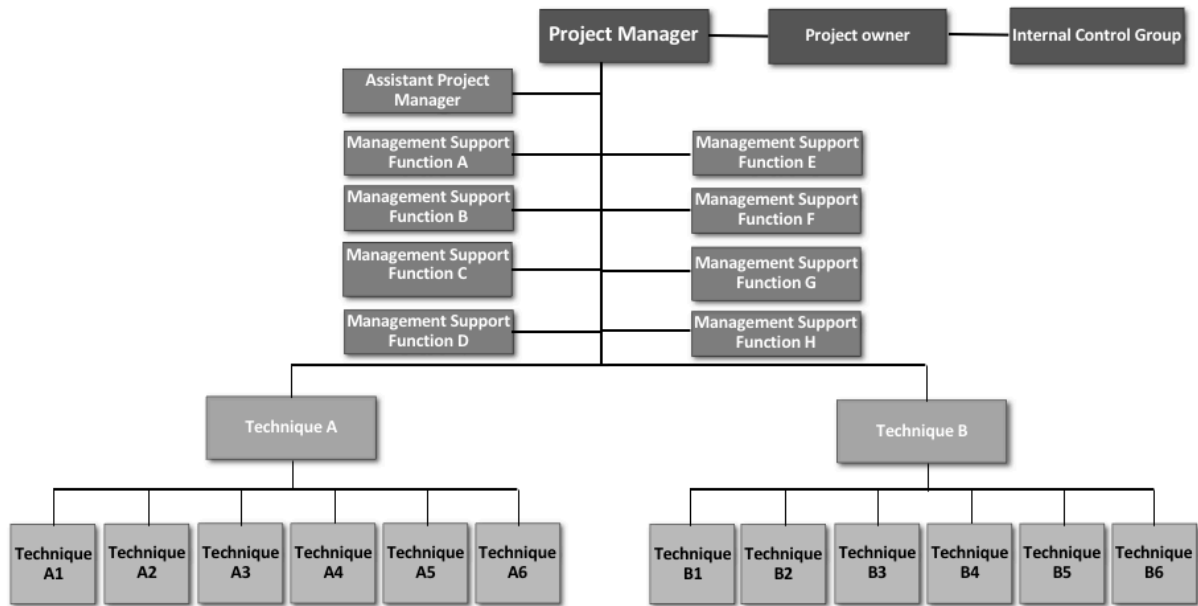 Project Manager
Project owner
Internal Control Group
Assistant Project
Manager
Management Support
Function A
Management Support
Function E
Management Support
Function B
Management Support
Function F
Management Support
Function C
Management Support
Function G
Management Support
Function D
Management Support
Function H
Technique A
Technique B
Technique
A1
Technique
A2
Technique
A3
Technique
A4
Technique
A5
Technique
A6
Technique
B1
Technique
B2
Technique
B3
Technique
B4
Technique
B5
Technique
B6